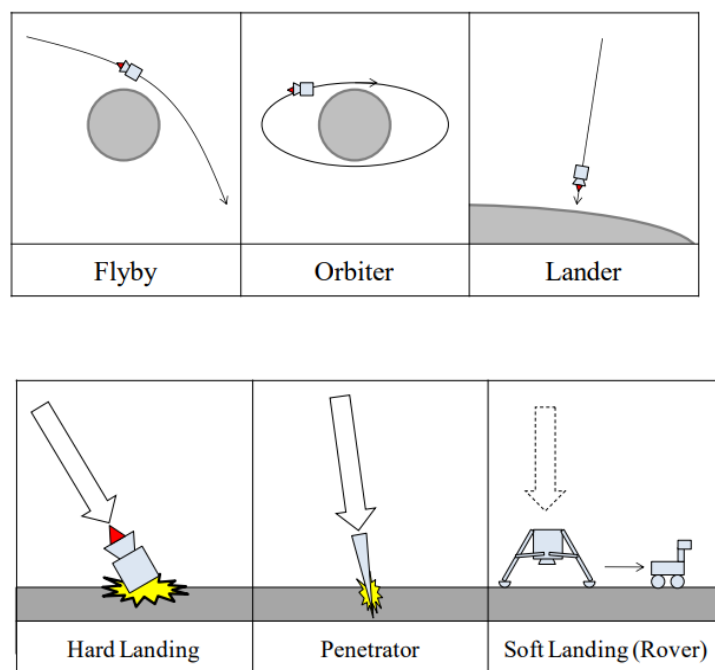 Flyby
Orbiter
Lander
Hard Landing
Penetrator
Soft Landing (Rover)